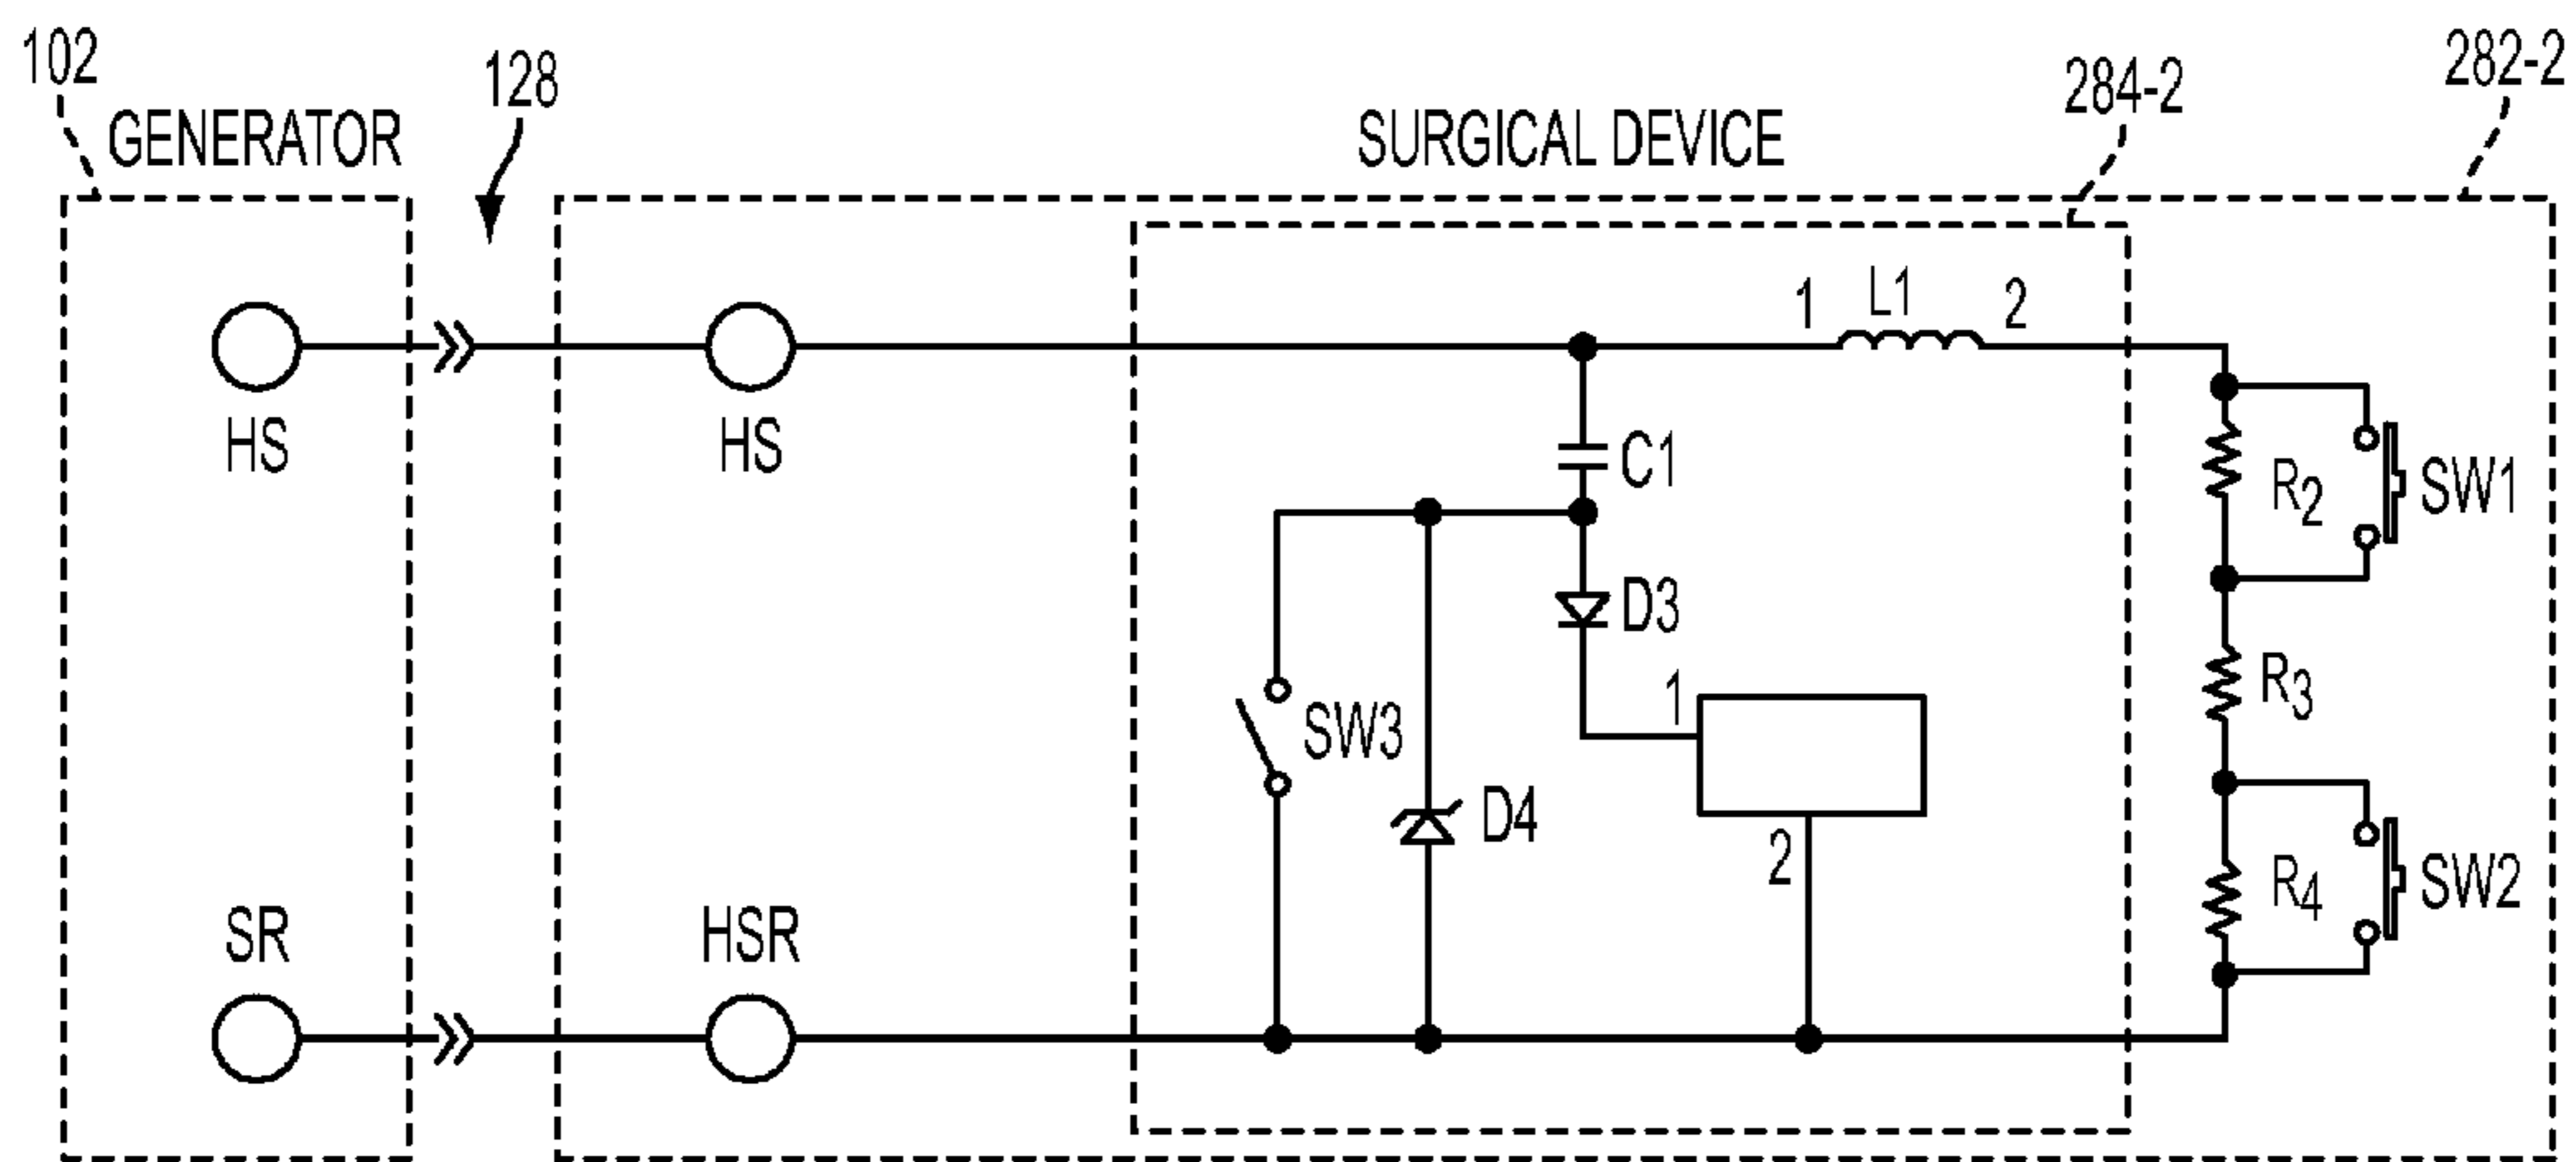 102
GENERATOR
128
SURGICAL DEVICE
284-2
282-2
HS
HS
1
L1
2
C1
R2
SW1
D3
R3
1
SW3
D4
2
R4
SW2
SR
HSR